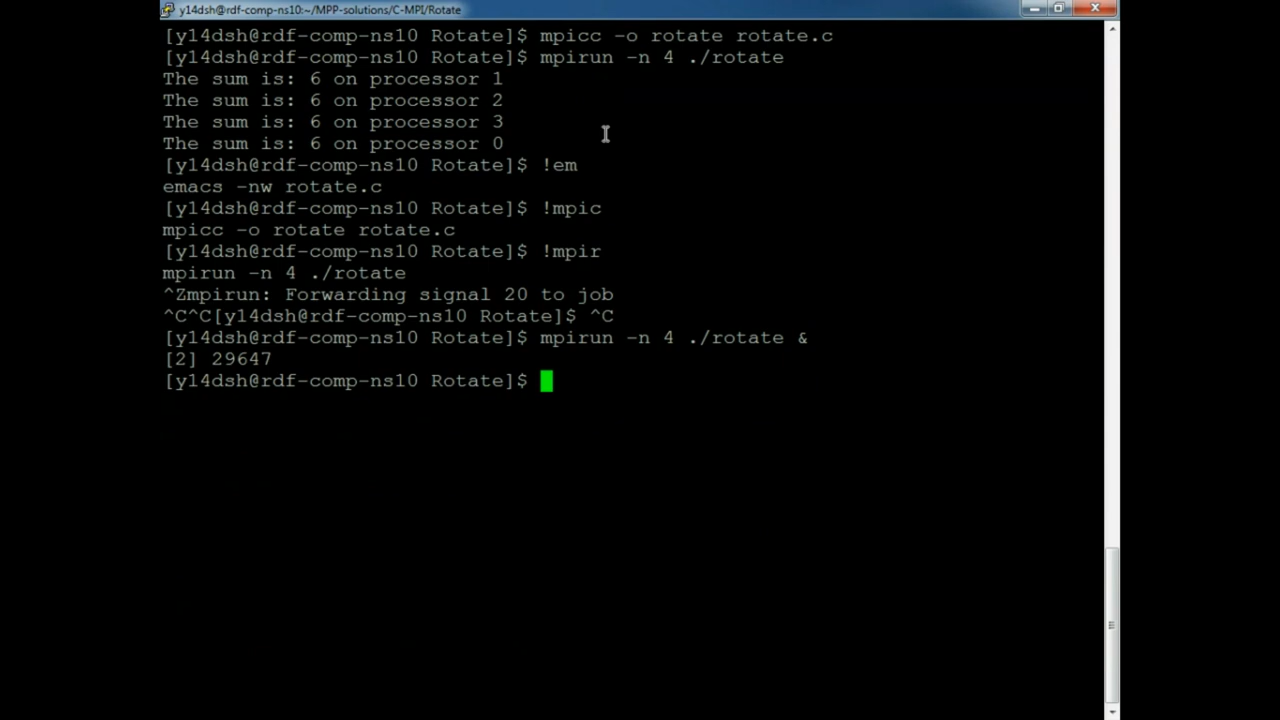 y14dsh@rdf-comp-ns10:~/MPP-solutions/C-MPI/Rotate
[y14dsh@rdf-comp-ns10 Rotate]$ mpicc -o rotate rotate.c
[y14dsh@rdf-comp-ns10 Rotate]$ mpirun -n 4 ./rotate
The sum is: 6 on processor 1
The sum is: 6 on processor 2
The sum is: 6 on processor 3
The sum is: 6 on processor 0
[y14dsh@rdf-comp-ns10 Rotate]$ !em
emacs -nw rotate.c
[y14dsh@rdf-comp-ns10 Rotate]$ !mpic
mpicc -o rotate rotate.c
[y14dsh@rdf-comp-ns10 Rotate]$ !mpir
mpirun -n 4 ./rotate
^Zmpirun: Forwarding signal 20 to job
^C^C[y14dsh@rdf-comp-ns10 Rotate]$ ^C
[y14dsh@rdf-comp-ns10 Rotate]$ mpirun -n 4 ./rotate &
[2] 29647
[y14dsh@rdf-comp-ns10 Rotate]$